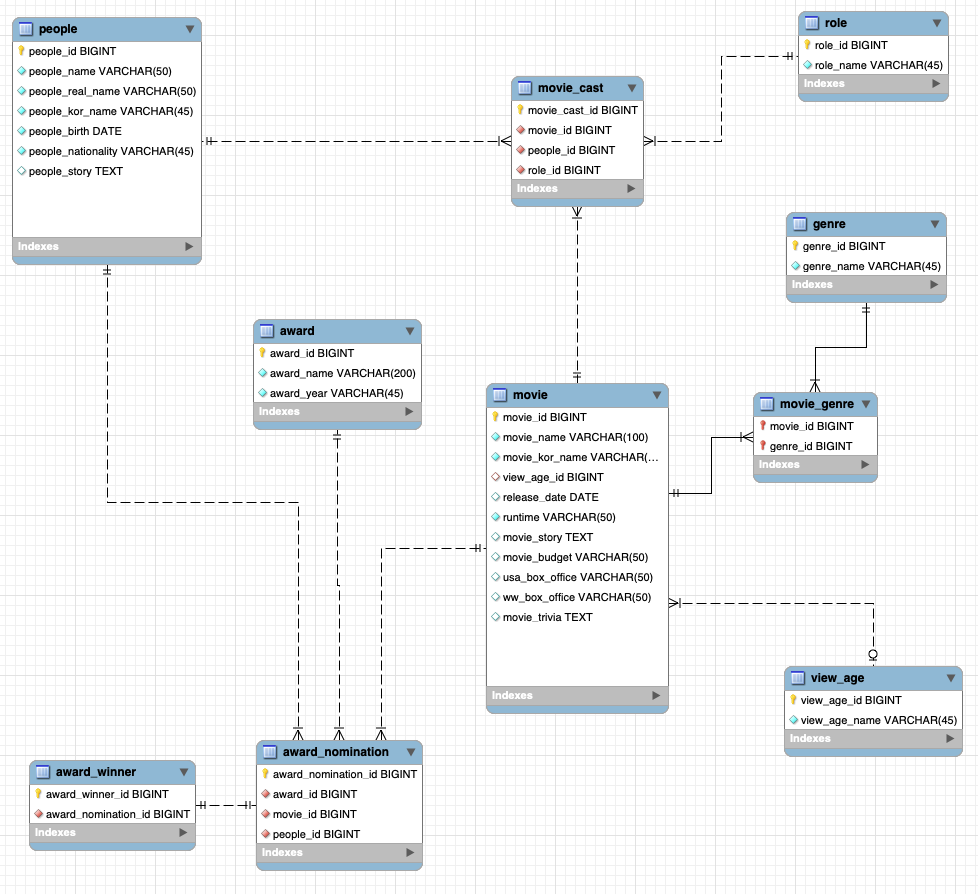 people
people_id BIGINT
people_name VARCHAR(50)
people_real_name VARCHAR(50)
people_kor_name VARCHAR(45)
people_birth DATE
people_nationality VARCHAR(45)
people_story TEXT
Indexes
movie_cast
movie_cast_id BIGINT
movie_id BIGINT
people_id BIGINT
role_id BIGINT
Indexes
role
role_id BIGINT
role_name VARCHAR(45)
Indexes
genre
genre_id BIGINT
genre_name VARCHAR(45)
Indexes
award
award_id BIGINT
award_name VARCHAR(200)
award_year VARCHAR(45)
Indexes
movie
movie_id BIGINT
movie_name VARCHAR(100)
movie_kor_name VARCHAR(...
view_age_id BIGINT
release_date DATE
runtime VARCHAR(50)
movie_story TEXT
movie_budget VARCHAR(50)
usa_box_office VARCHAR(50)
ww_box_office VARCHAR(50)
movie_trivia TEXT
Indexes
movie_genre
movie_id BIGINT
genre_id BIGINT
Indexes
view_age
view_age_id BIGINT
view_age_name VARCHAR(45)
Indexes
award_winner
award_winner_id BIGINT
award_nomination_id BIGINT
Indexes
award_nomination
award_nomination_id BIGINT
award_id BIGINT
movie_id BIGINT
people_id BIGINT
Indexes